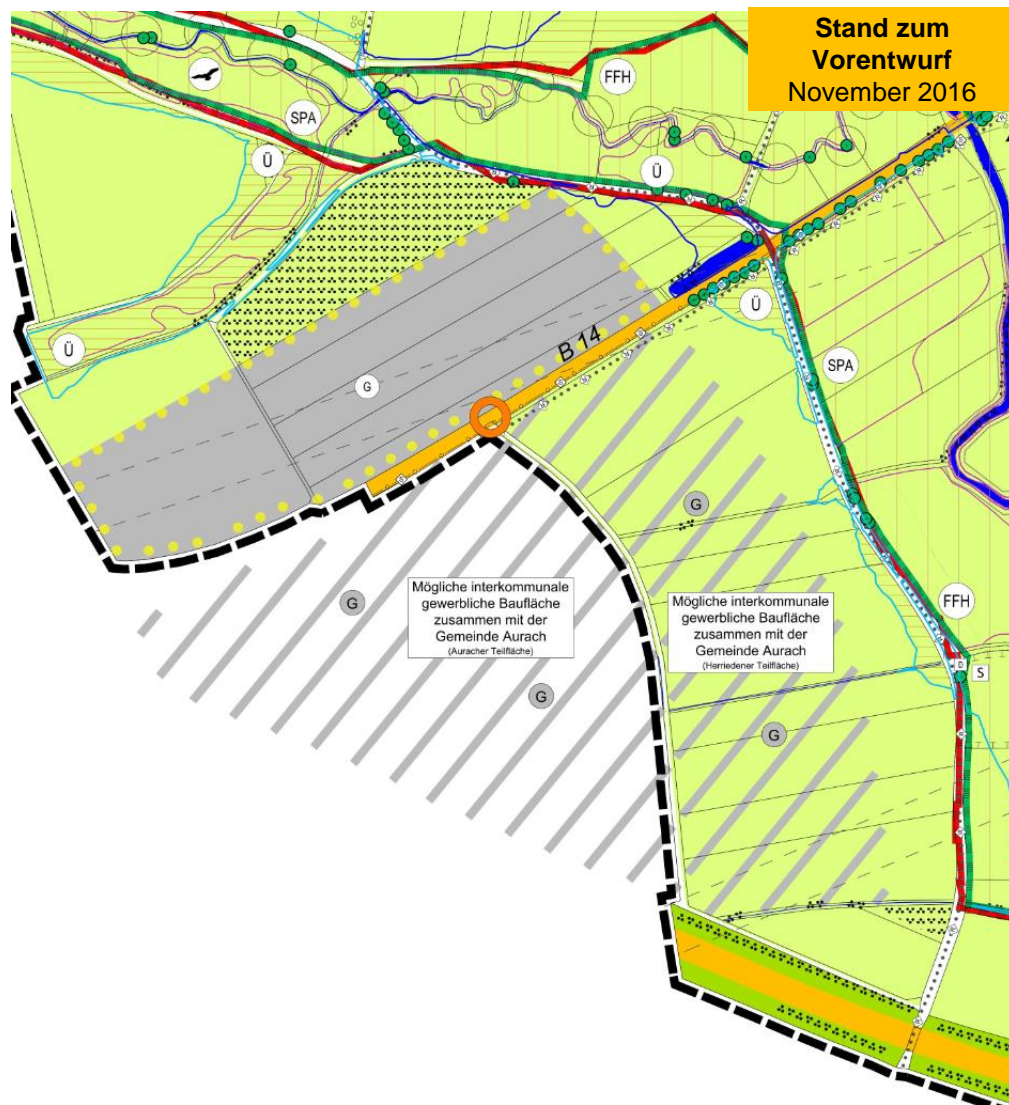 Stand zum
Vorentwurf
November 2016
FFH
SPA
Ü
Ü
Ü
Ü
SPA
B 14
G
G
G
Mögliche interkommunale
gewerbliche Baufläche
zusammen mit der
Gemeinde Aurach
(Auracher Teilfläche)
Mögliche interkommunale
gewerbliche Baufläche
zusammen mit der
Gemeinde Aurach
(Herriedener Teilfläche)
FFH
D
S
G
G